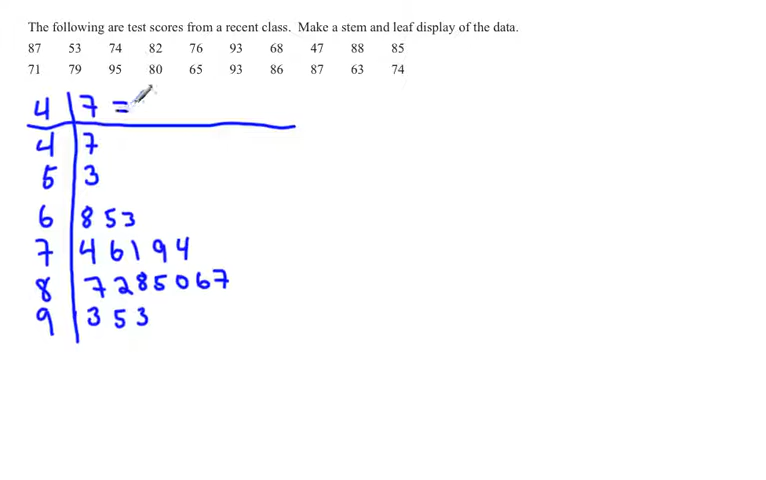 The following are test scores from a recent class. Make a stem and leaf display of the data.
87 53 74 82 76 93 68 47 88 85
71 79 95 80 65 93 86 87 63 74
4 | 7 =
4 | 7
5 | 3
6 | 8 5 3
7 | 4 6 1 9 4
8 | 7 2 8 5 0 6 7
9 | 3 5 3